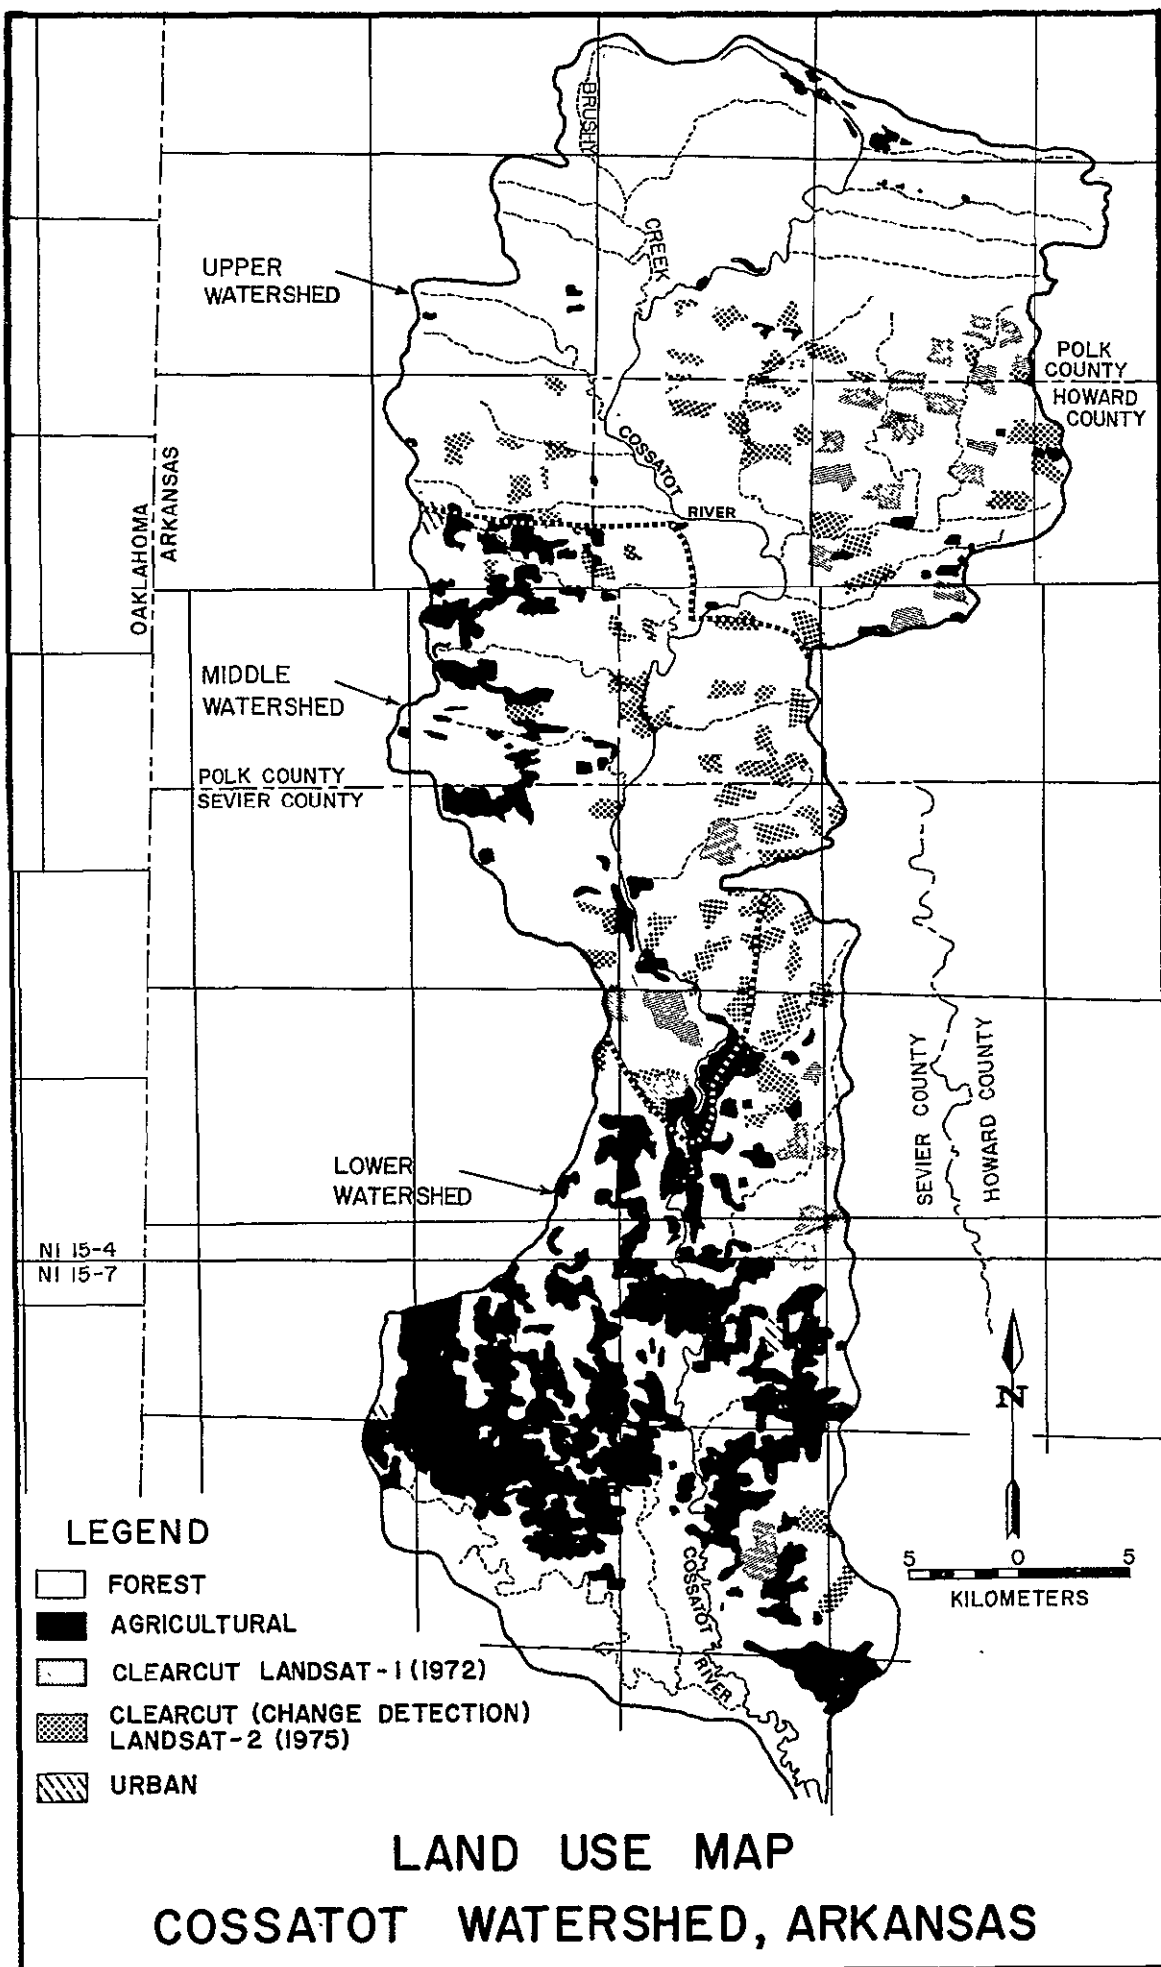 BRUSHY
CREEK
UPPER
WATERSHED
POLK
COUNTY
HOWARD
COUNTY
COSSATOT
RIVER
OAKLAHOMA
ARKANSAS
MIDDLE
WATERSHED
POLK COUNTY
SEVIER COUNTY
SEVIER COUNTY
HOWARD COUNTY
LOWER
WATERSHED
NI 15-4
NI 15-7
N
LEGEND
FOREST
AGRICULTURAL
CLEARCUT LANDSAT-1 (1972)
CLEARCUT (CHANGE DETECTION)
LANDSAT-2 (1975)
URBAN
5 0 5
KILOMETERS
COSSATOT
RIVER
LAND USE MAP
COSSATOT WATERSHED, ARKANSAS